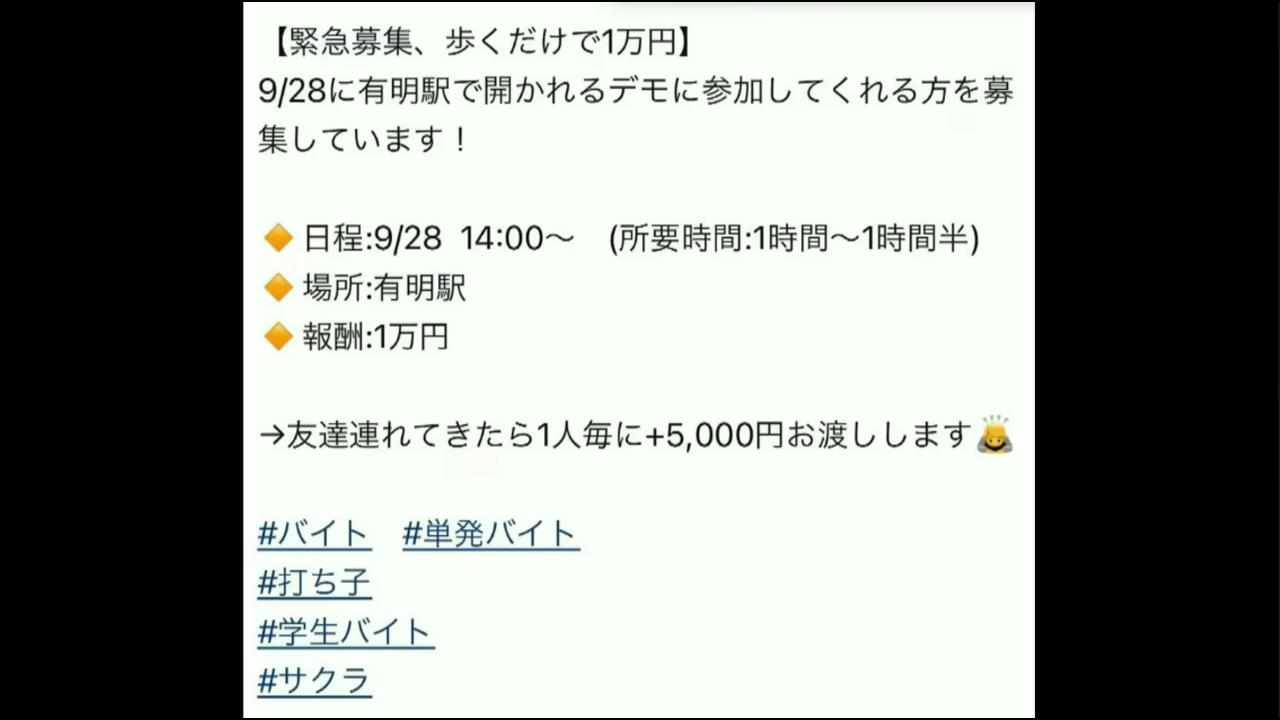 【緊急募集、歩くだけで1万円】
9/28に有明駅で開かれるデモに参加してくれる方を募
集しています！
🔶日程:9/28 14:00〜 (所要時間:1時間〜1時間半)
🔶場所:有明駅
🔶報酬:1万円
→友達連れてきたら1人毎に+5,000円お渡しします🙇
#バイト #単発バイト
#打ち子
#学生バイト
#サクラ